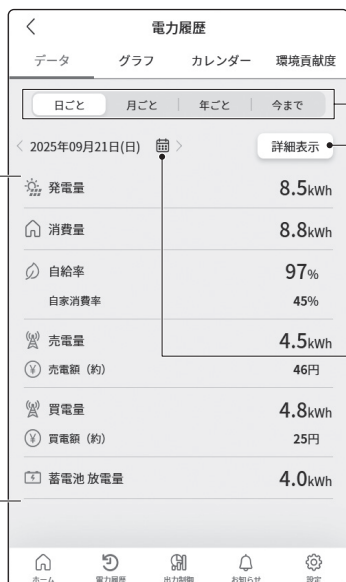 電力履歴
データ グラフ カレンダー 環境貢献度
日ごと 月ごと 年ごと 今まで
2025年09月21日(日) 詳細表示
発電量 8.5kWh
消費量 8.8kWh
自給率 97%
自家消費率 45%
売電量 4.5kWh
売電額（約） 46円
買電量 4.8kWh
買電額（約） 25円
蓄電池 放電量 4.0kWh
ホーム 電力履歴 出力制御 お知らせ 設定